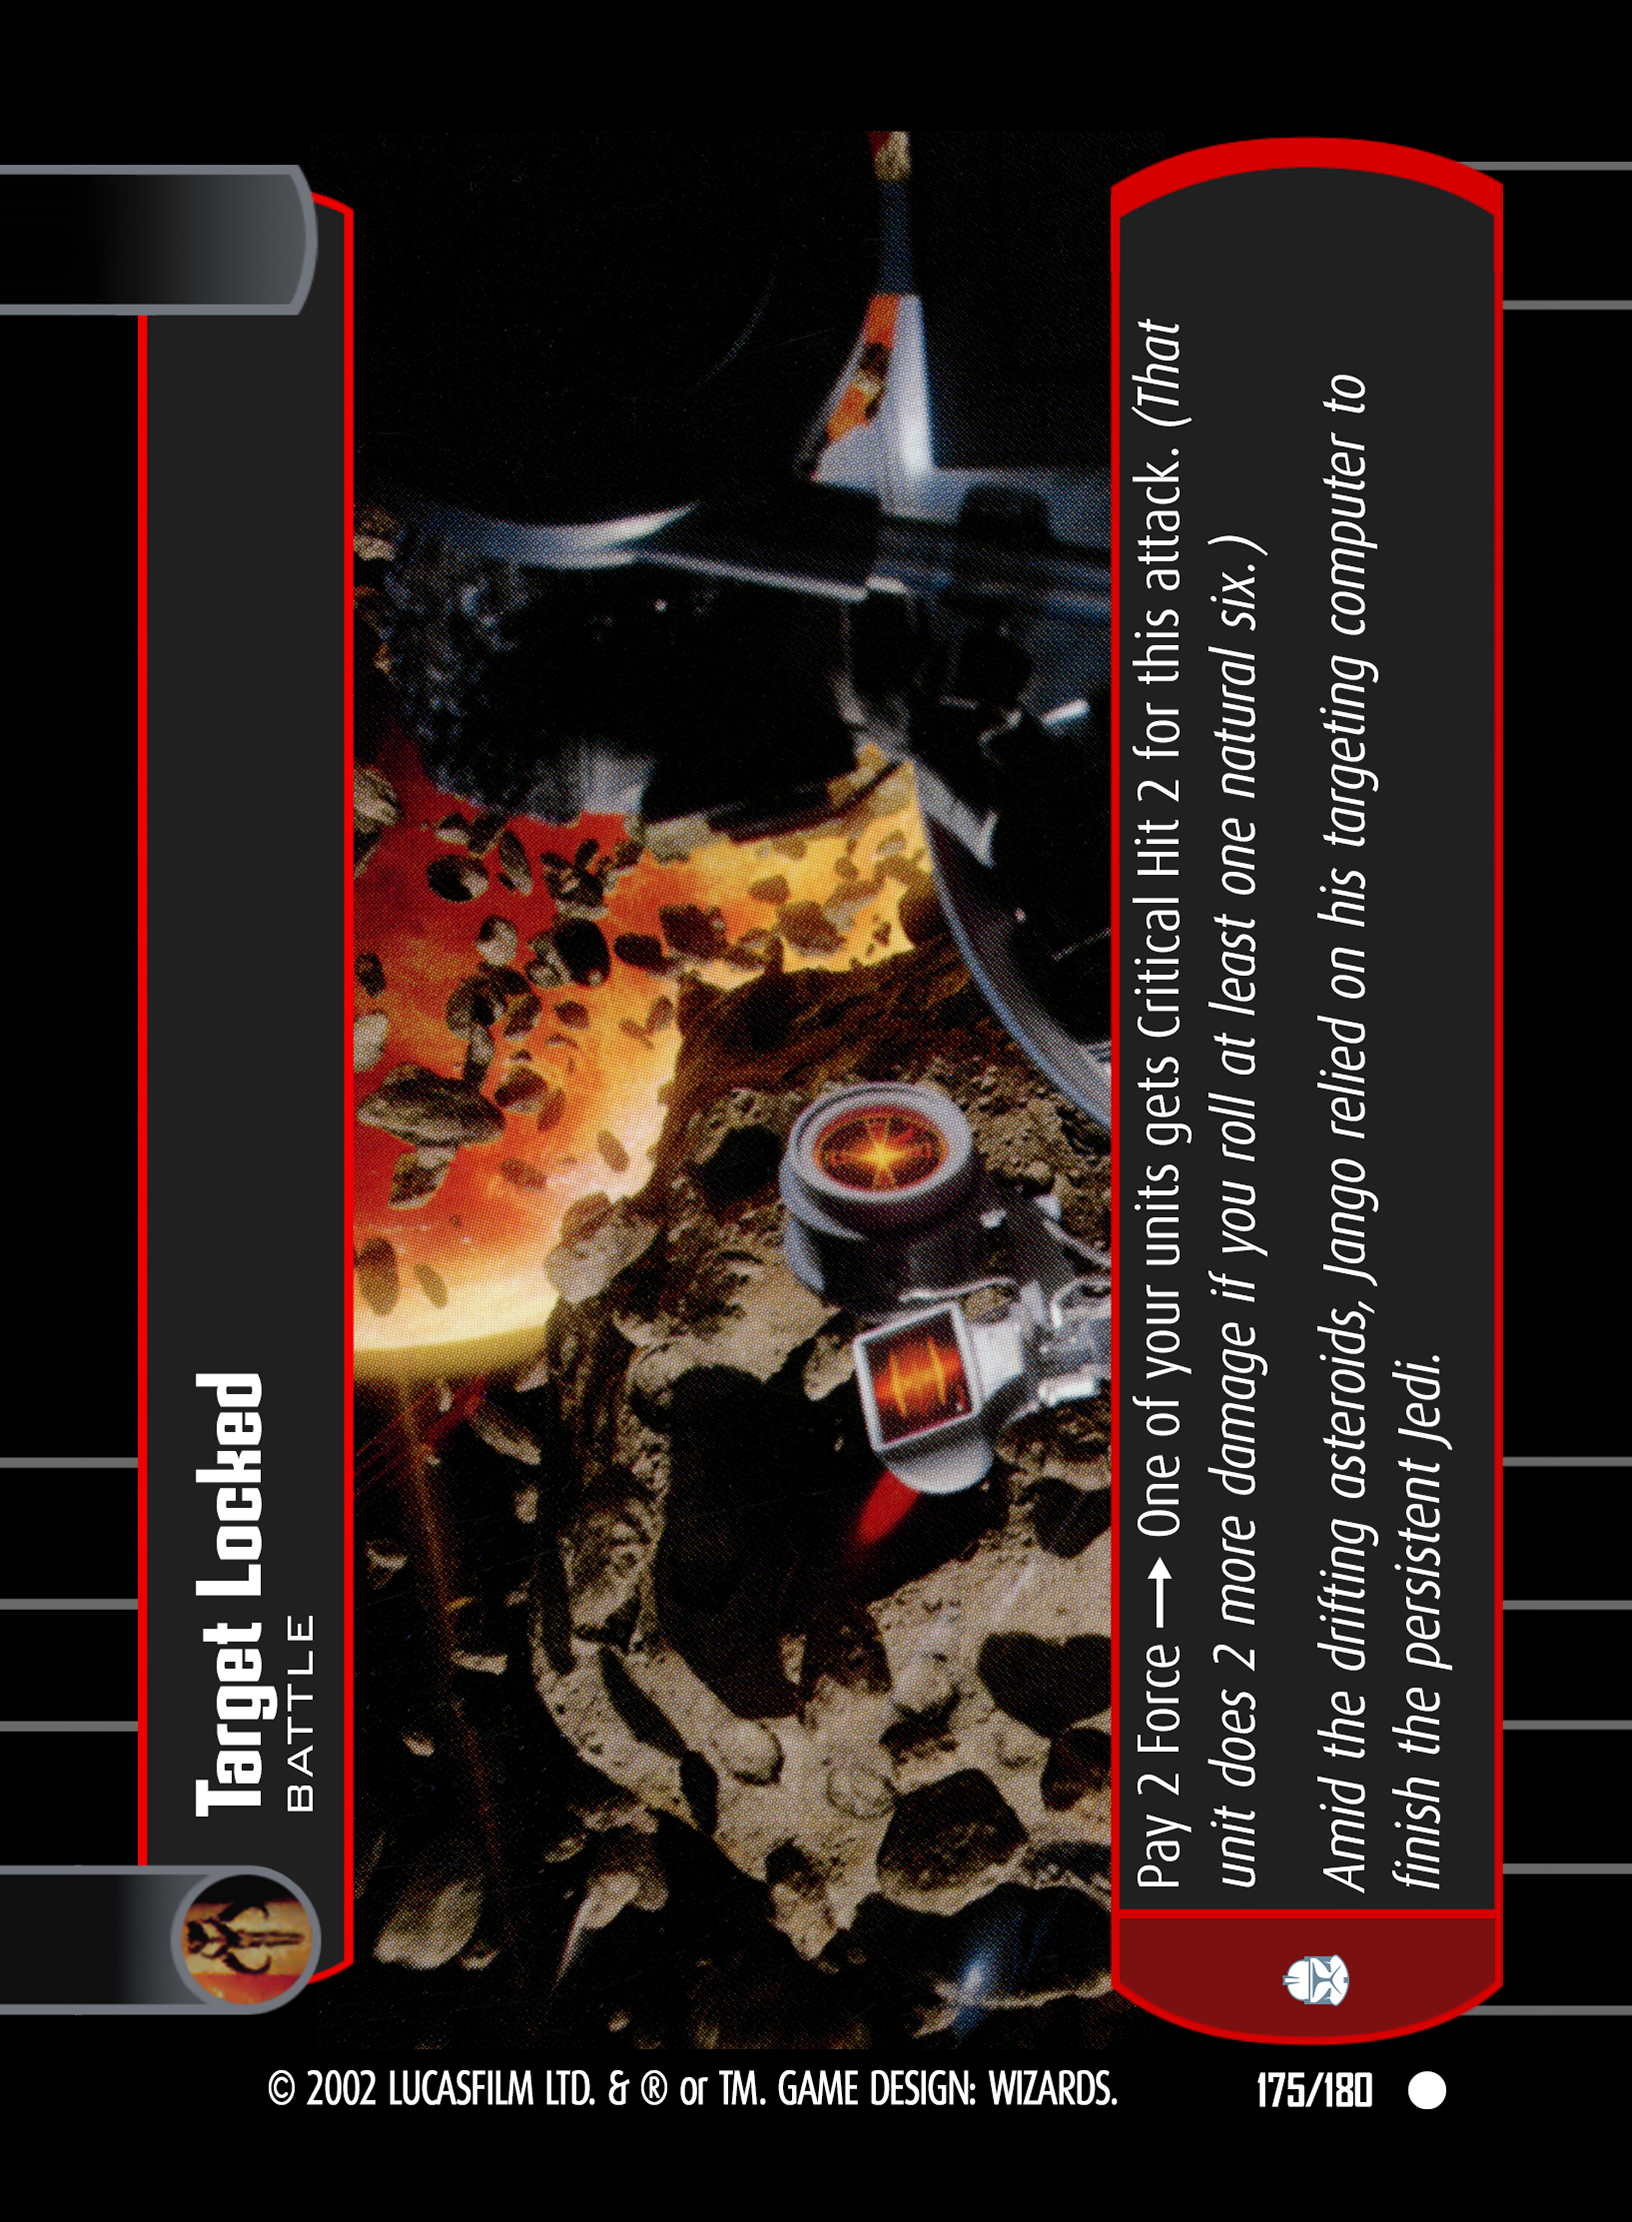 Target Locked
BATTLE
Pay 2 Force → One of your units gets Critical Hit 2 for this attack. (That
unit does 2 more damage if you roll at least one natural six.)
Amid the drifting asteroids, Jango relied on his targeting computer to
finish the persistent Jedi.
© 2002 LUCASFILM LTD. & ® or TM. GAME DESIGN: WIZARDS.
175/180